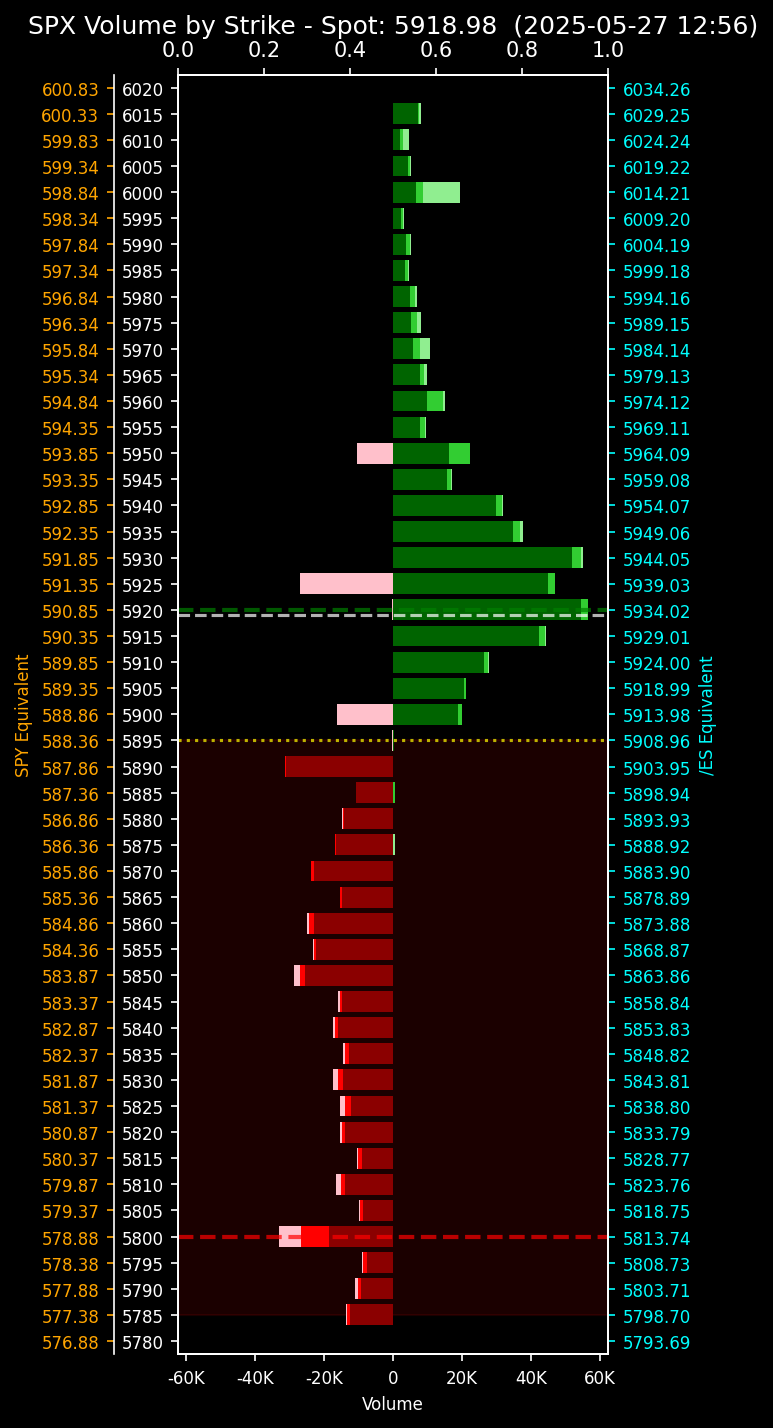 SPX Volume by Strike - Spot: 5918.98 (2025-05-27 12:56)
0.0 0.2 0.4 0.6 0.8 1.0
600.83 6020 6034.26
600.33 6015 6029.25
599.83 6010 6024.24
599.34 6005 6019.22
598.84 6000 6014.21
598.34 5995 6009.20
597.84 5990 6004.19
597.34 5985 5999.18
596.84 5980 5994.16
596.34 5975 5989.15
595.84 5970 5984.14
595.34 5965 5979.13
594.84 5960 5974.12
594.35 5955 5969.11
593.85 5950 5964.09
593.35 5945 5959.08
592.85 5940 5954.07
592.35 5935 5949.06
591.85 5930 5944.05
591.35 5925 5939.03
590.85 5920 5934.02
590.35 5915 5929.01
589.85 5910 5924.00
589.35 5905 5918.99
588.86 5900 5913.98
588.36 5895 5908.96
587.86 5890 5903.95
587.36 5885 5898.94
586.86 5880 5893.93
586.36 5875 5888.92
585.86 5870 5883.90
585.36 5865 5878.89
584.86 5860 5873.88
584.36 5855 5868.87
583.87 5850 5863.86
583.37 5845 5858.84
582.87 5840 5853.83
582.37 5835 5848.82
581.87 5830 5843.81
581.37 5825 5838.80
580.87 5820 5833.79
580.37 5815 5828.77
579.87 5810 5823.76
579.37 5805 5818.75
578.88 5800 5813.74
578.38 5795 5808.73
577.88 5790 5803.71
577.38 5785 5798.70
576.88 5780 5793.69
SPY Equivalent
/ES Equivalent
-60K -40K -20K 0 20K 40K 60K
Volume